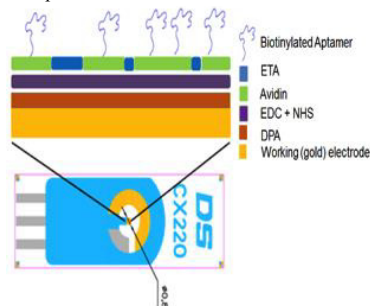 Biotinylated Aptamer
ETA
Avidin
EDC + NHS
DPA
Working (gold) electrode
DS
CX220